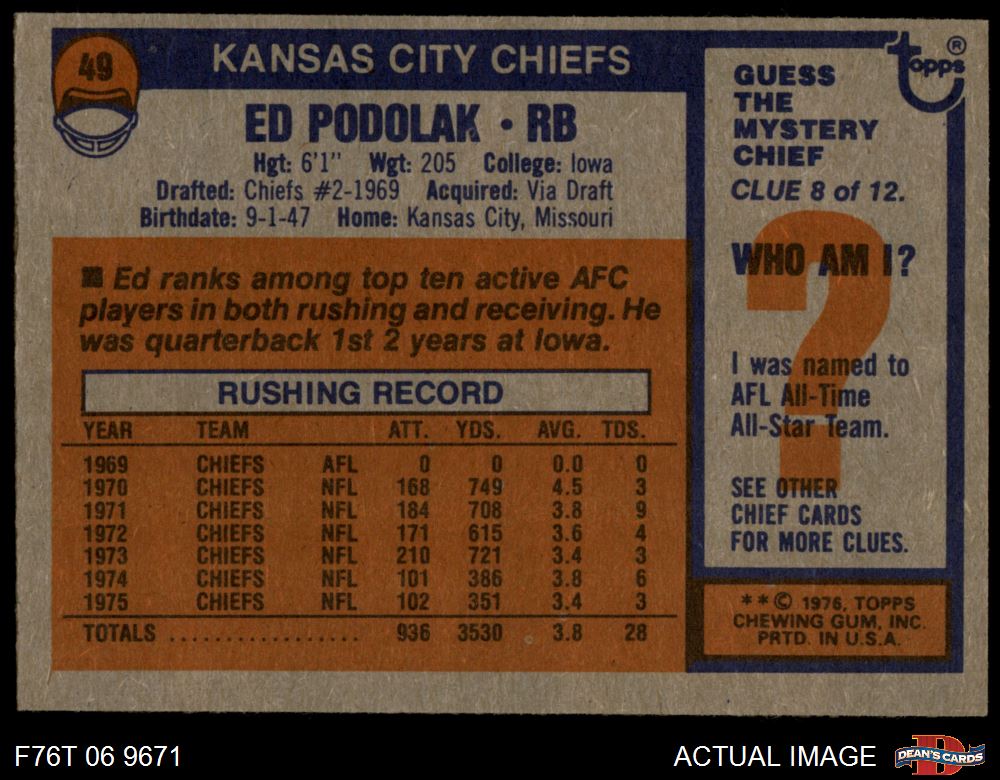 49
KANSAS CITY CHIEFS
ED PODOLAK • RB
Hgt: 6'1" Wgt: 205 College: Iowa
Drafted: Chiefs #2-1969 Acquired: Via Draft
Birthdate: 9-1-47 Home: Kansas City, Missouri
■ Ed ranks among top ten active AFC
players in both rushing and receiving. He
was quarterback 1st 2 years at Iowa.
RUSHING RECORD
YEAR TEAM ATT. YDS. AVG. TDS.
1969 CHIEFS AFL 0 0 0.0 0
1970 CHIEFS NFL 168 749 4.5 3
1971 CHIEFS NFL 184 708 3.8 9
1972 CHIEFS NFL 171 615 3.6 4
1973 CHIEFS NFL 210 721 3.4 3
1974 CHIEFS NFL 101 386 3.8 6
1975 CHIEFS NFL 102 351 3.4 3
TOTALS .................. 936 3530 3.8 28
topps ®
GUESS
THE
MYSTERY
CHIEF
CLUE 8 of 12.
?
WHO AM I?
I was named to
AFL All-Time
All-Star Team.
SEE OTHER
CHIEF CARDS
FOR MORE CLUES.
* * © 1976, TOPPS
CHEWING GUM, INC.
PRTD. IN U.S.A.
F76T 06 9671
ACTUAL IMAGE
D
DEAN'S CARDS